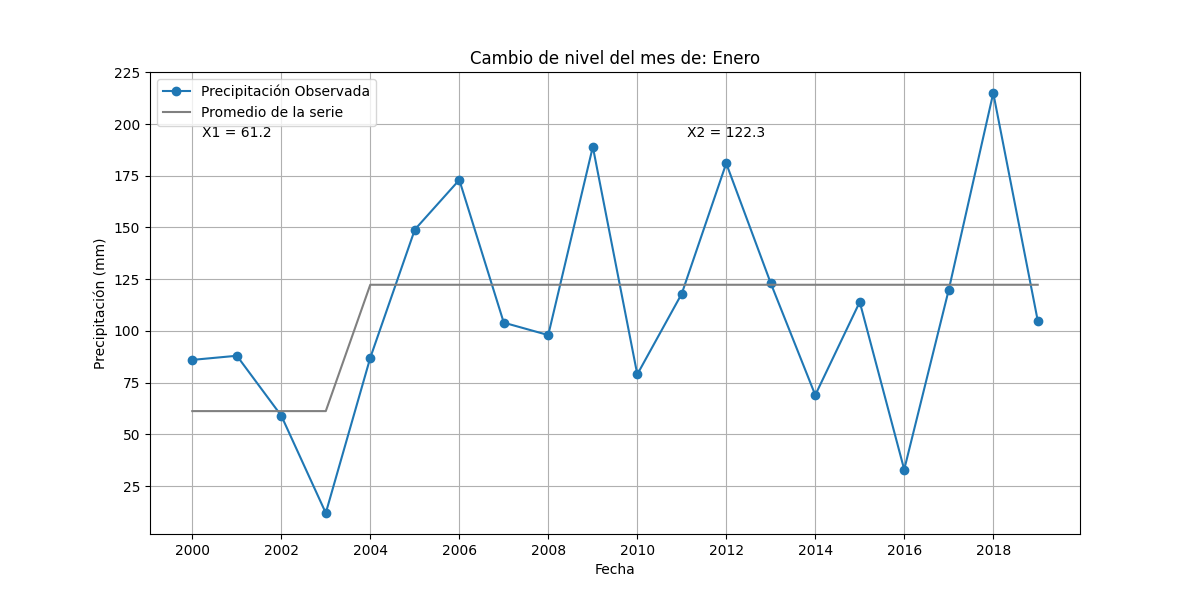 Cambio de nivel del mes de: Enero
225
200
175
150
125
100
75
50
25
Precipitación (mm)
Precipitación Observada
Promedio de la serie
X1 = 61.2
X2 = 122.3
2000 2002 2004 2006 2008 2010 2012 2014 2016 2018
Fecha